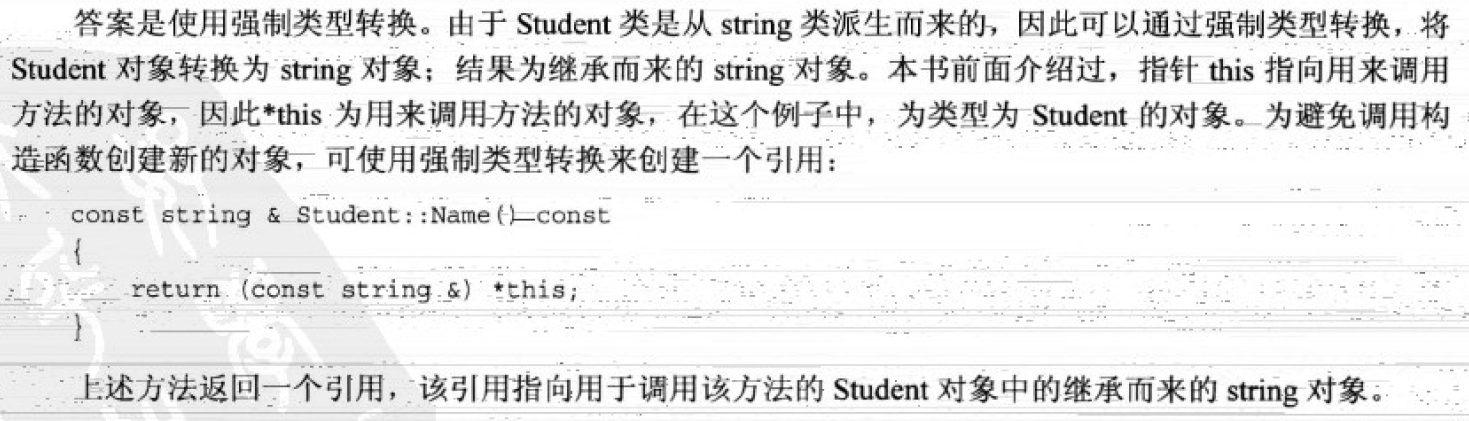 答案是使用强制类型转换。由于 Student 类是从 string 类派生而来的，因此可以通过强制类型转换，将
Student 对象转换为 string 对象；结果为继承而来的 string 对象。本书前面介绍过，指针 this 指向用来调用
方法的对象，因此*this 为用来调用方法的对象，在这个例子中，为类型为 Student 的对象。为避免调用构
造函数创建新的对象，可使用强制类型转换来创建一个引用：
const string & Student::Name() const
{
return (const string &) *this;
}
上述方法返回一个引用，该引用指向用于调用该方法的 Student 对象中的继承而来的 string 对象。